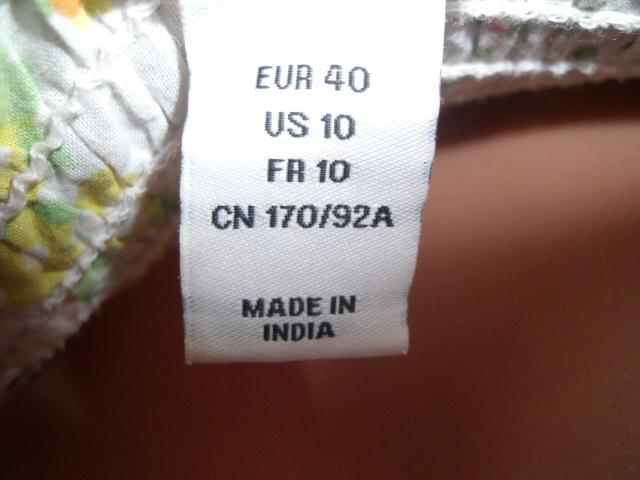 EUR 40
US 10
FR 10
CN 170/92A
MADE IN
INDIA